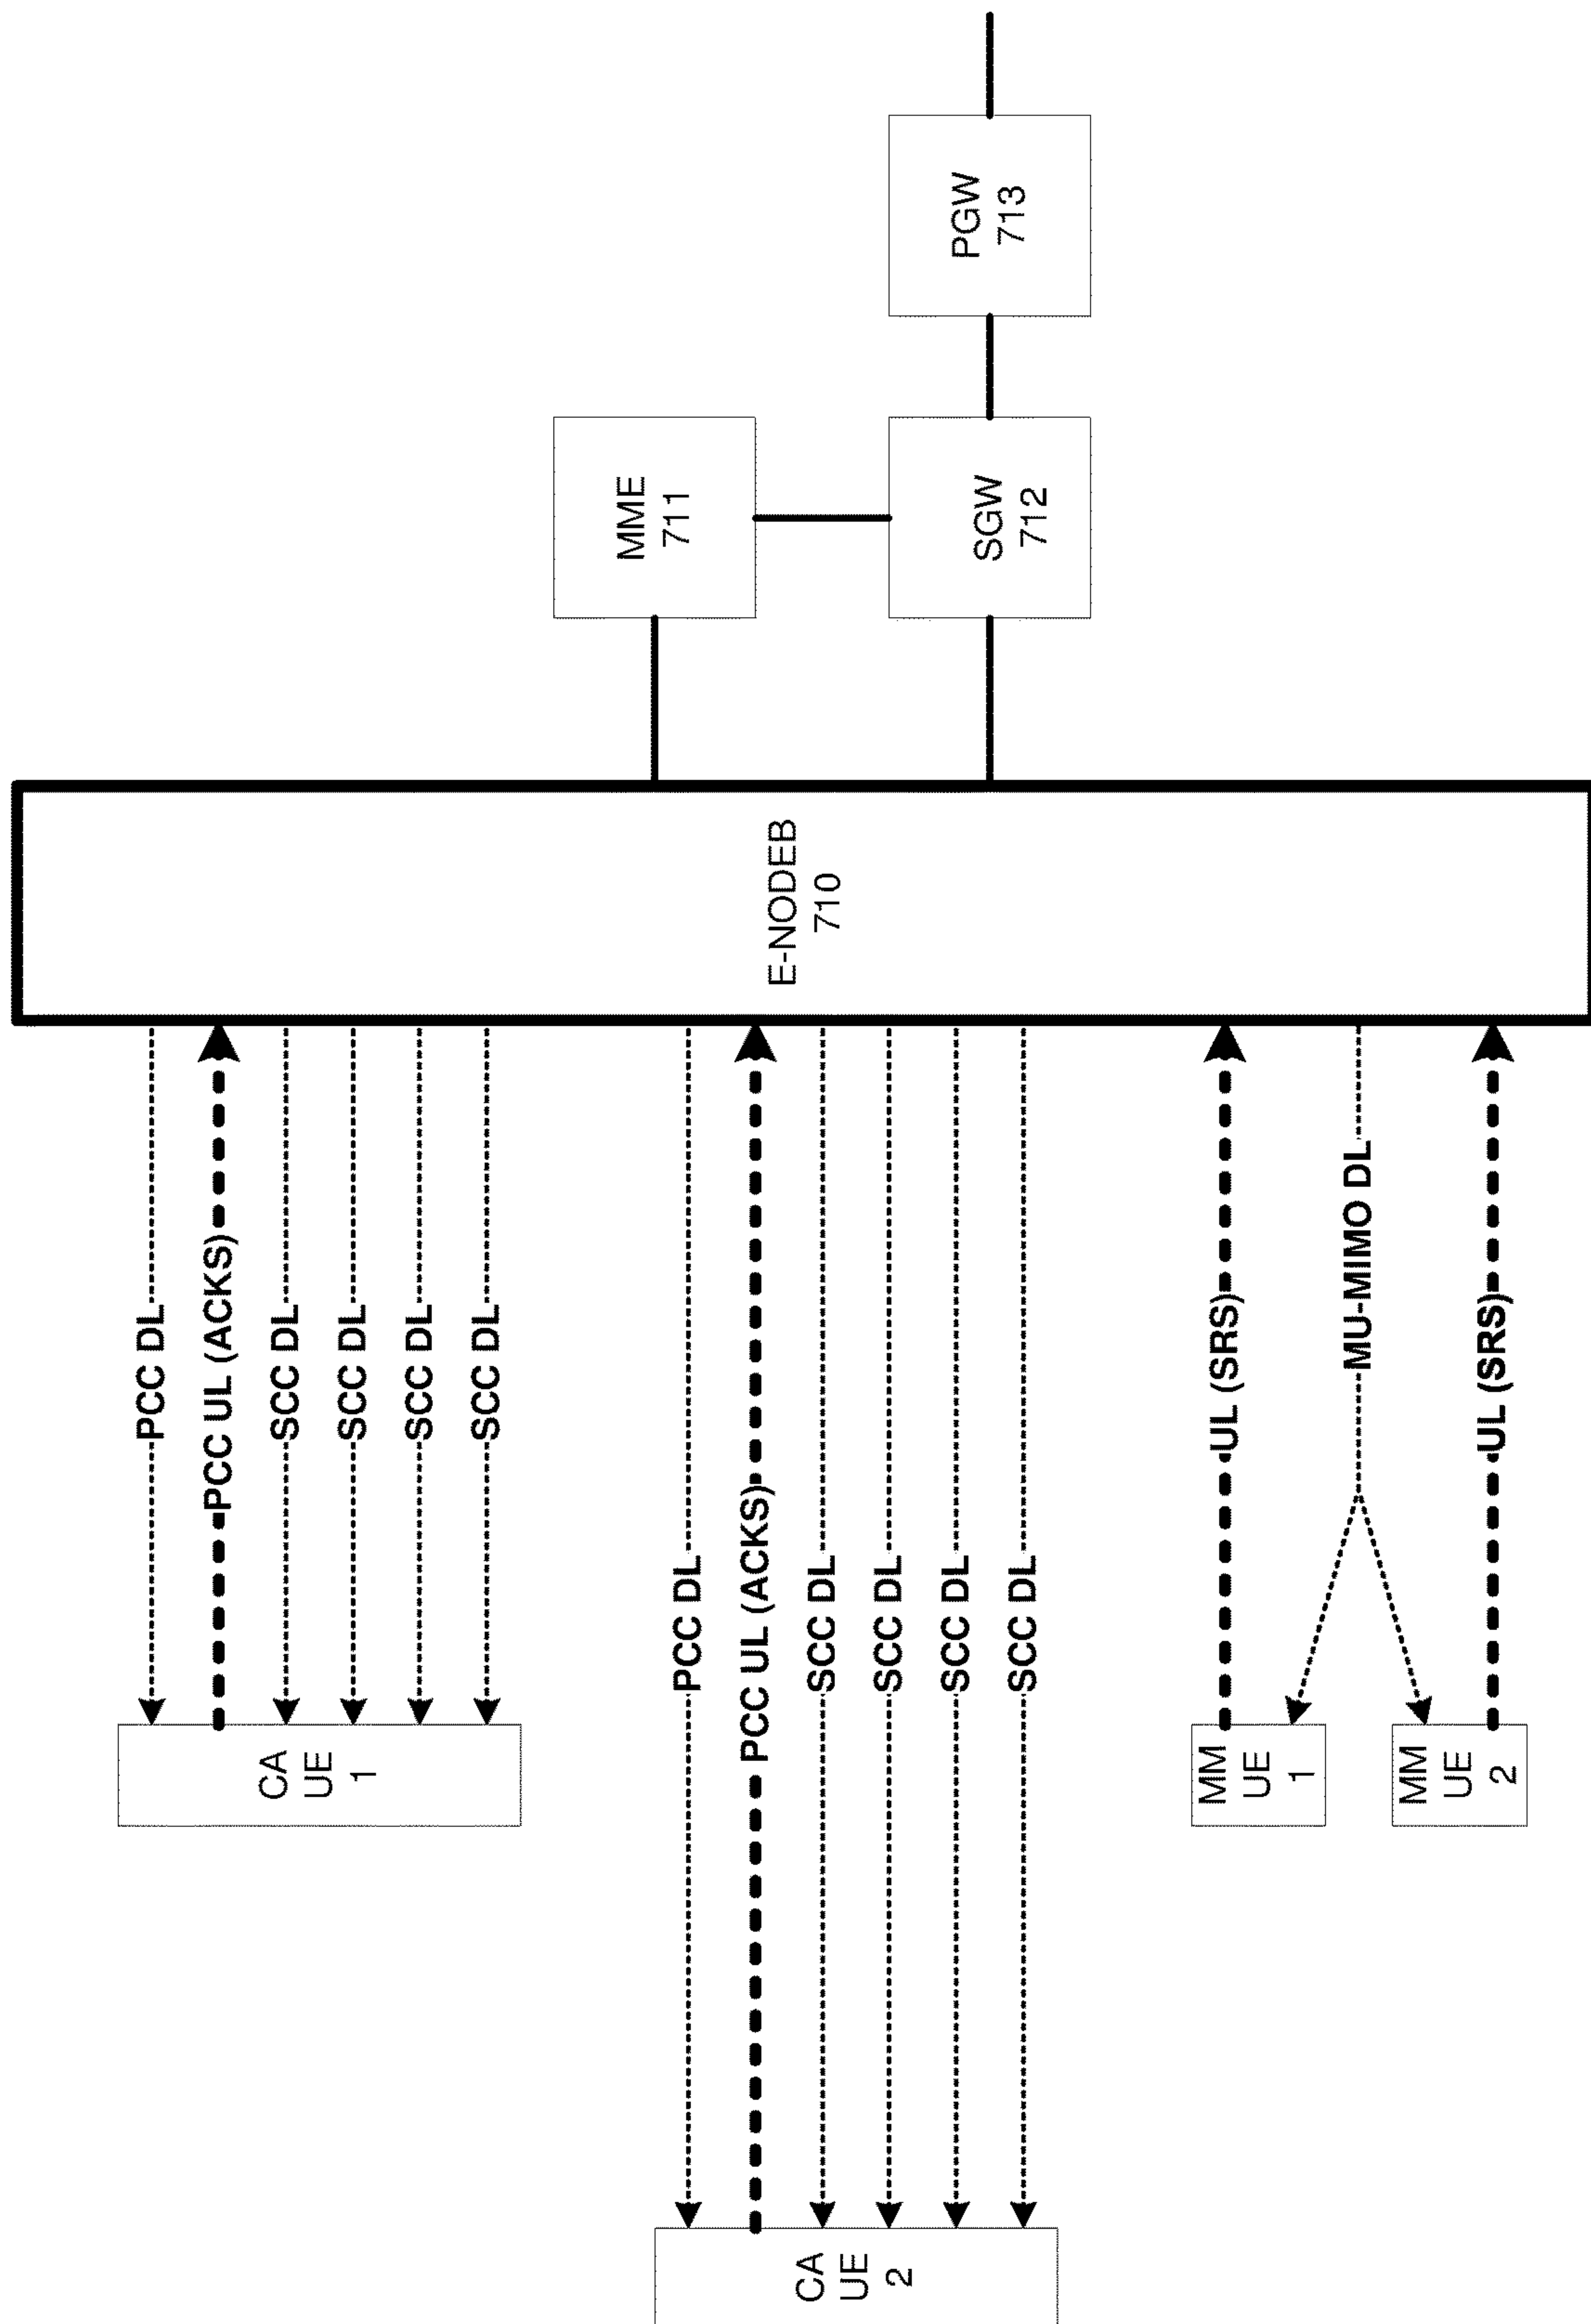 PGW
713
MME
711
SGW
712
E-NODEB
710
PCC DL
PCC UL (ACKS)
SCC DL
SCC DL
SCC DL
SCC DL
PCC DL
PCC UL (ACKS)
SCC DL
SCC DL
SCC DL
SCC DL
UL (SRS)
MU-MIMO DL
UL (SRS)
CA
UE
1
MM
UE
1
MM
UE
2
CA
UE
2